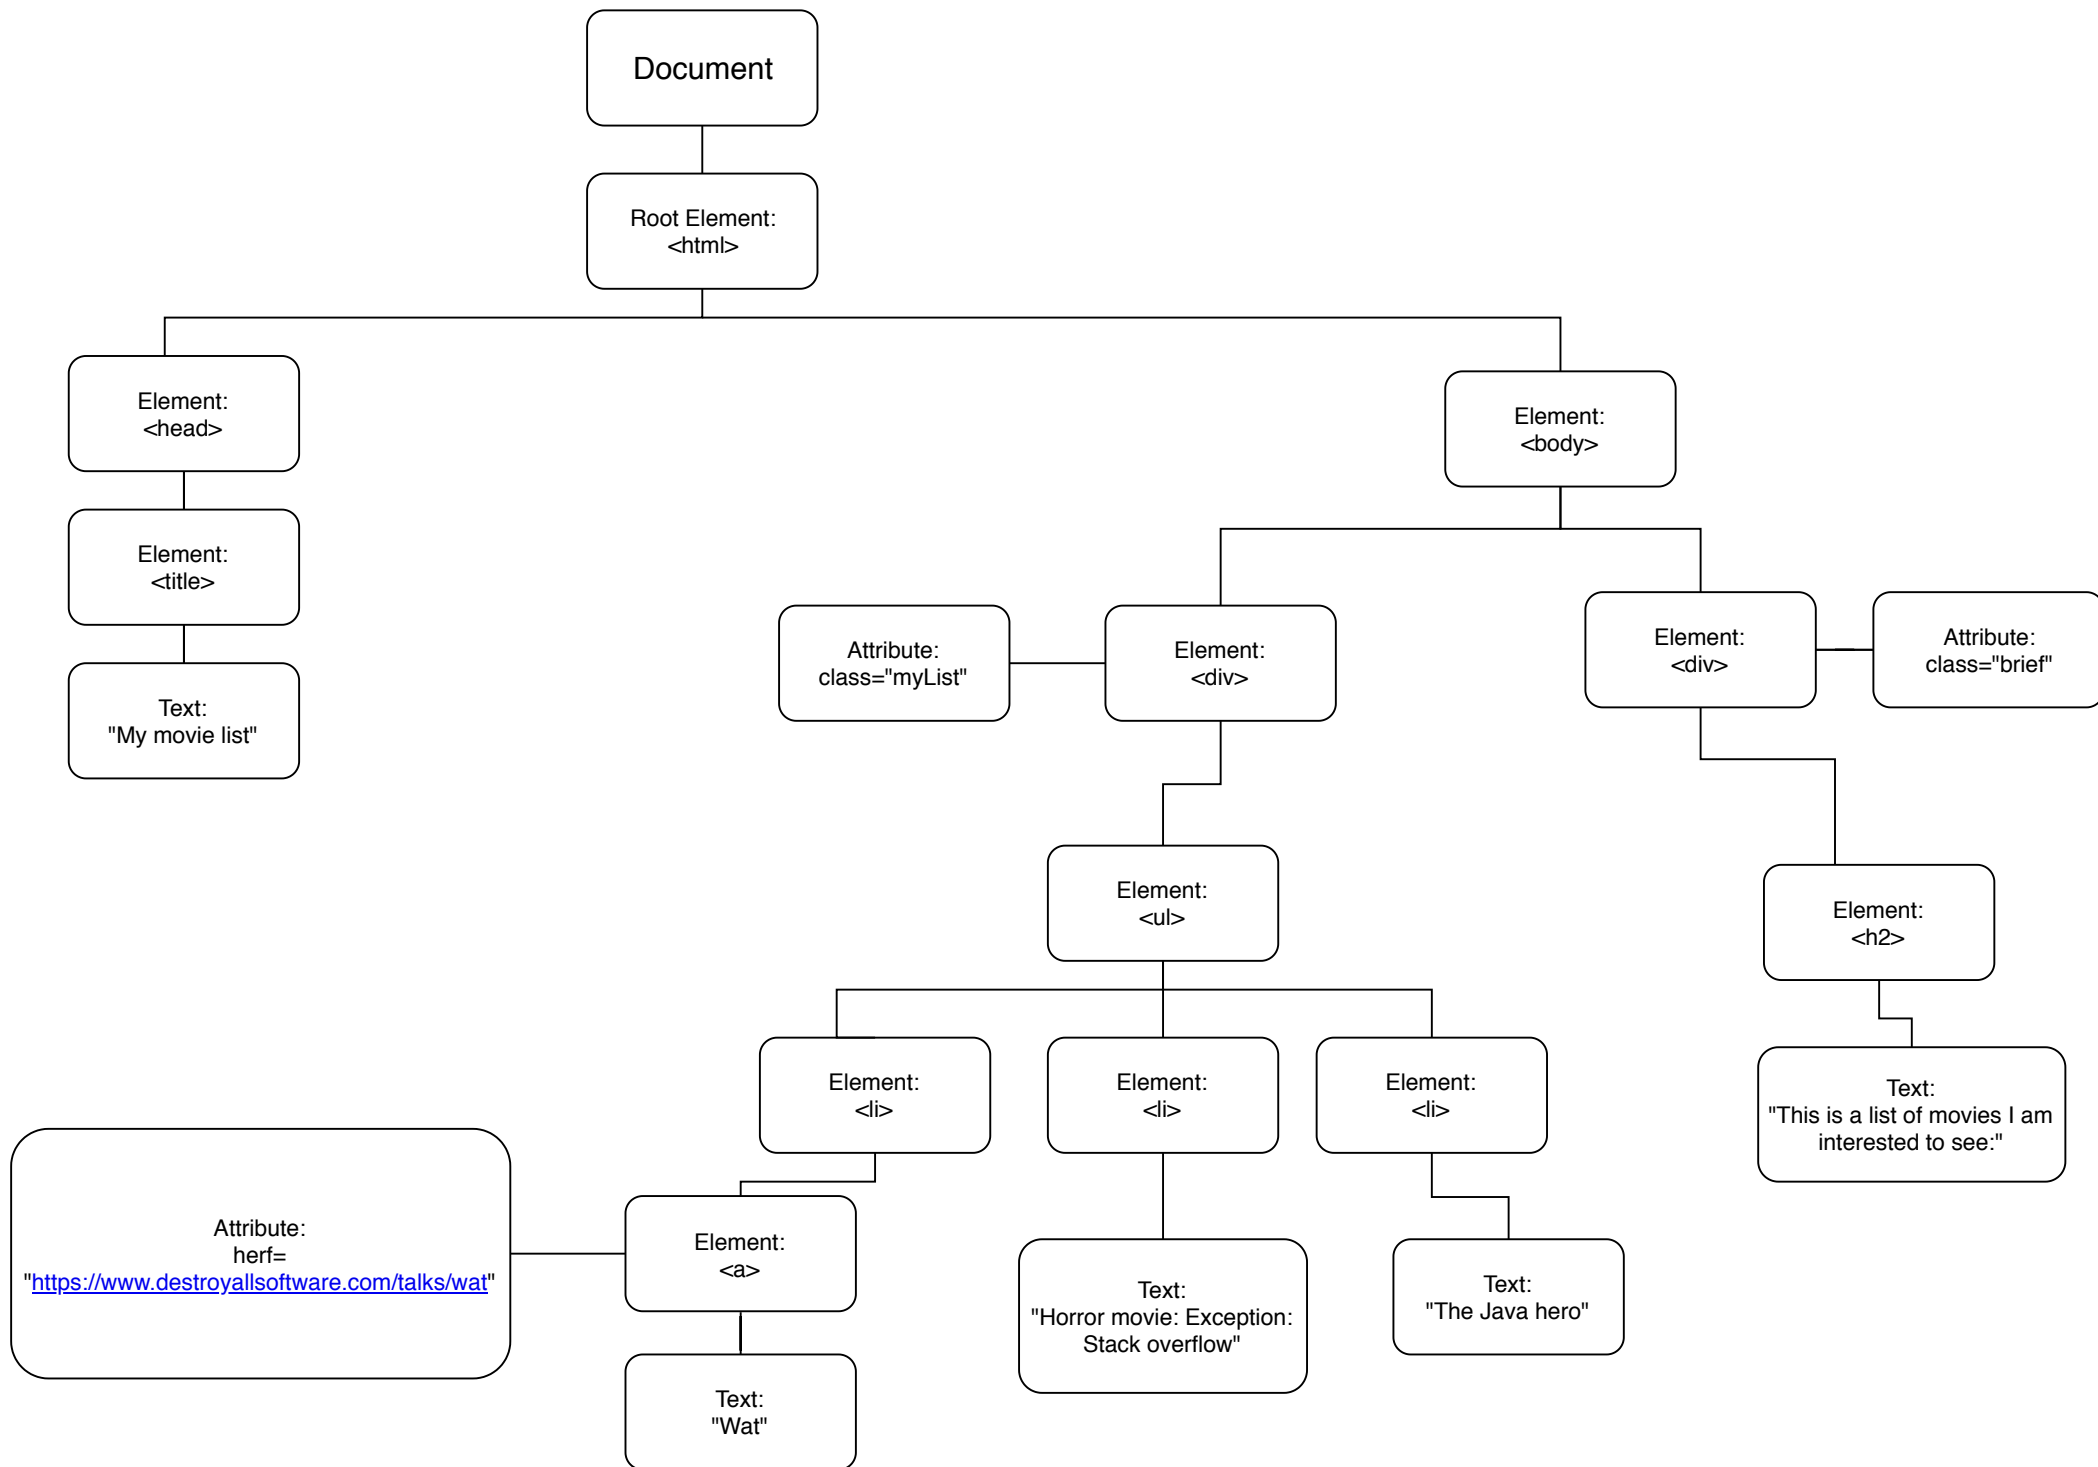 Document
Root Element:
<html>
Element:
<head>
Element:
<body>
Element:
<title>
Text:
"My movie list"
Attribute:
class="myList"
Element:
<div>
Element:
<div>
Attribute:
class="brief"
Element:
<ul>
Element:
<h2>
Element:
<li>
Element:
<li>
Element:
<li>
Text:
"This is a list of movies I am
interested to see:"
Attribute:
herf=
"https://www.destroyallsoftware.com/talks/wat"
Element:
<a>
Text:
"Horror movie: Exception:
Stack overflow"
Text:
"The Java hero"
Text:
"Wat"